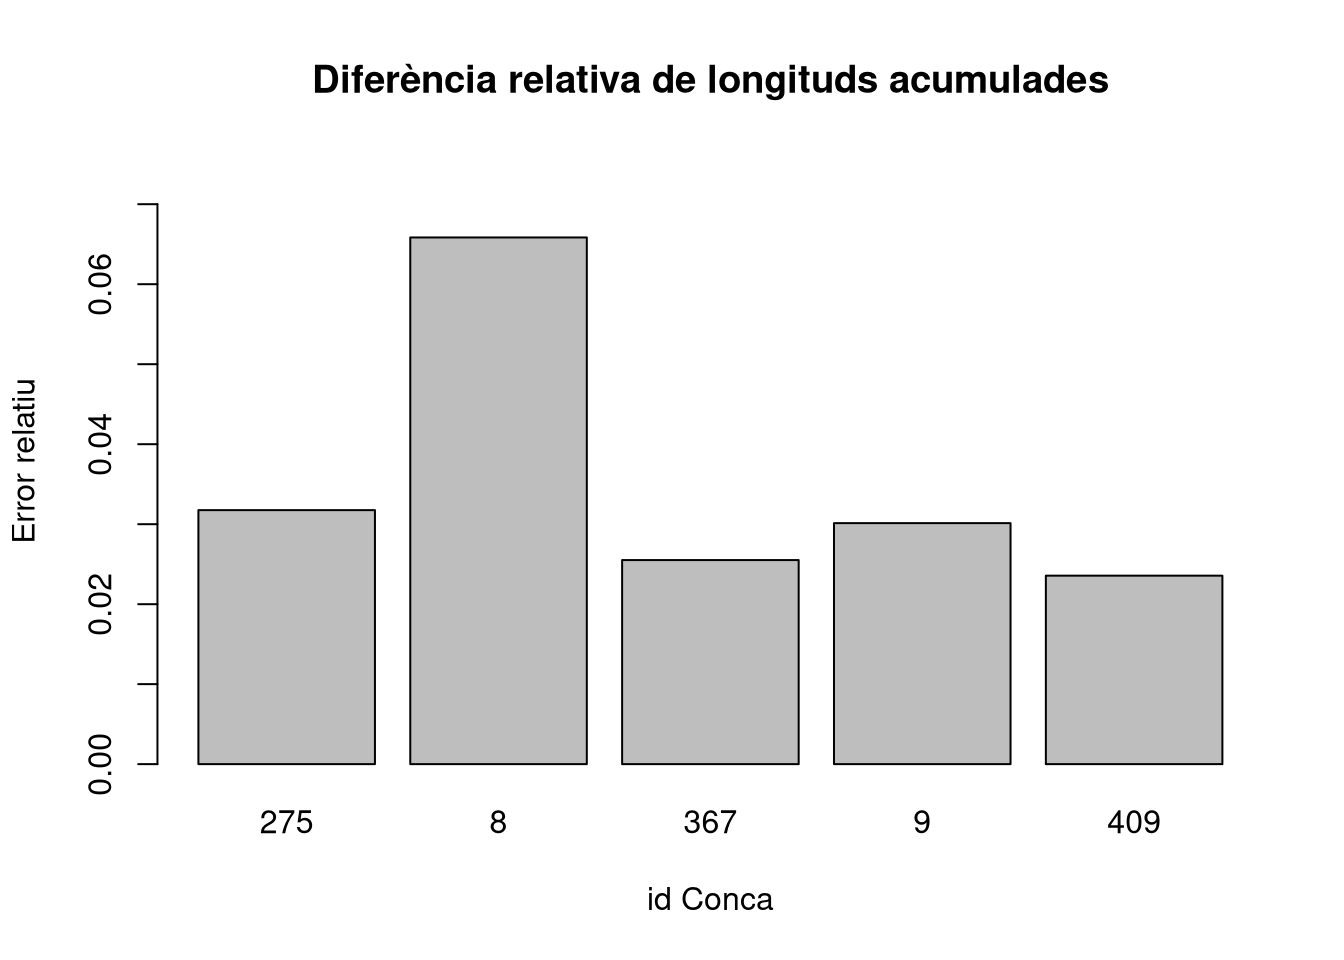 Diferència relativa de longituds acumulades
Error relatiu
0.06
0.04
0.02
0.00
275 8 367 9 409
id Conca